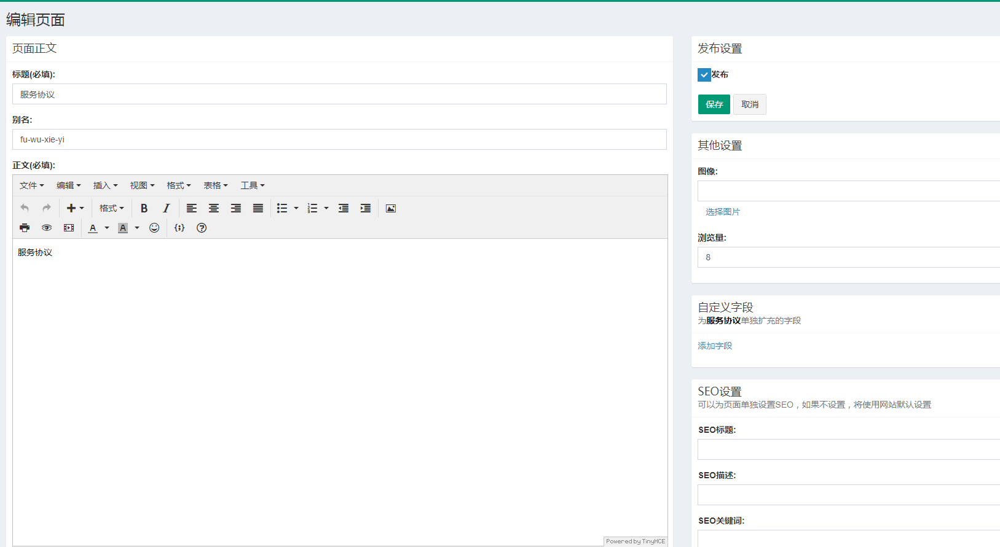 编辑页面
页面正文
标题(必填):
服务协议
别名:
fu-wu-xie-yi
正文(必填):
文件 编辑 插入 视图 格式 表格 工具
格式 B I
A A
服务协议
Powered by TinyMCE
发布设置
发布
保存 取消
其他设置
图像:
选择图片
浏览量:
8
自定义字段
为服务协议单独扩充的字段
添加字段
SEO设置
可以为页面单独设置SEO，如果不设置，将使用网站默认设置
SEO标题:
SEO描述:
SEO关键词: